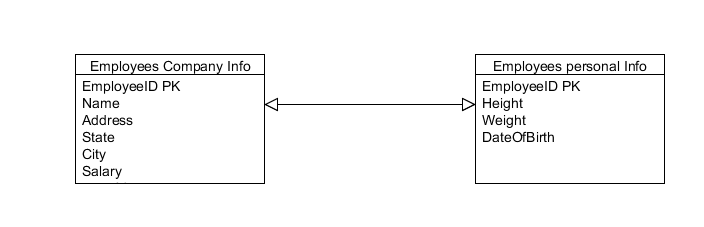 Employees Company Info
EmployeeID PK
Name
Address
State
City
Salary
Employees personal Info
EmployeeID PK
Height
Weight
DateOfBirth